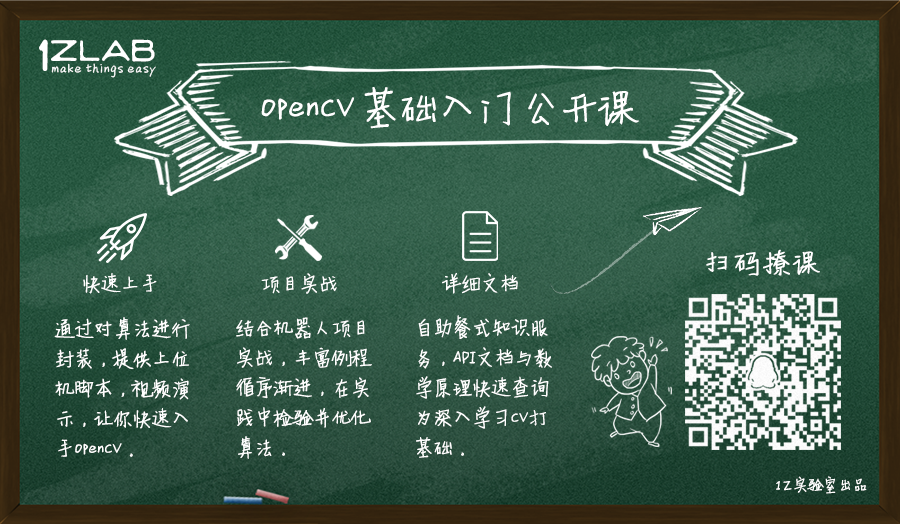 1ZLAB
make things easy
opencv 基础入门公开课
快速上手
通过对算法进行
封装，提供上位
机脚本，视频演
示，让你快速入
手opencv．
项目实战
结合机器人项目
实战，丰富例程
循序渐进，在实
践中检验并优化
算法．
详细文档
自助餐式知识服
务，API文档与数
学原理快速查询
为深入学习CV打
基础．
扫码撩课
1Z实验室出品